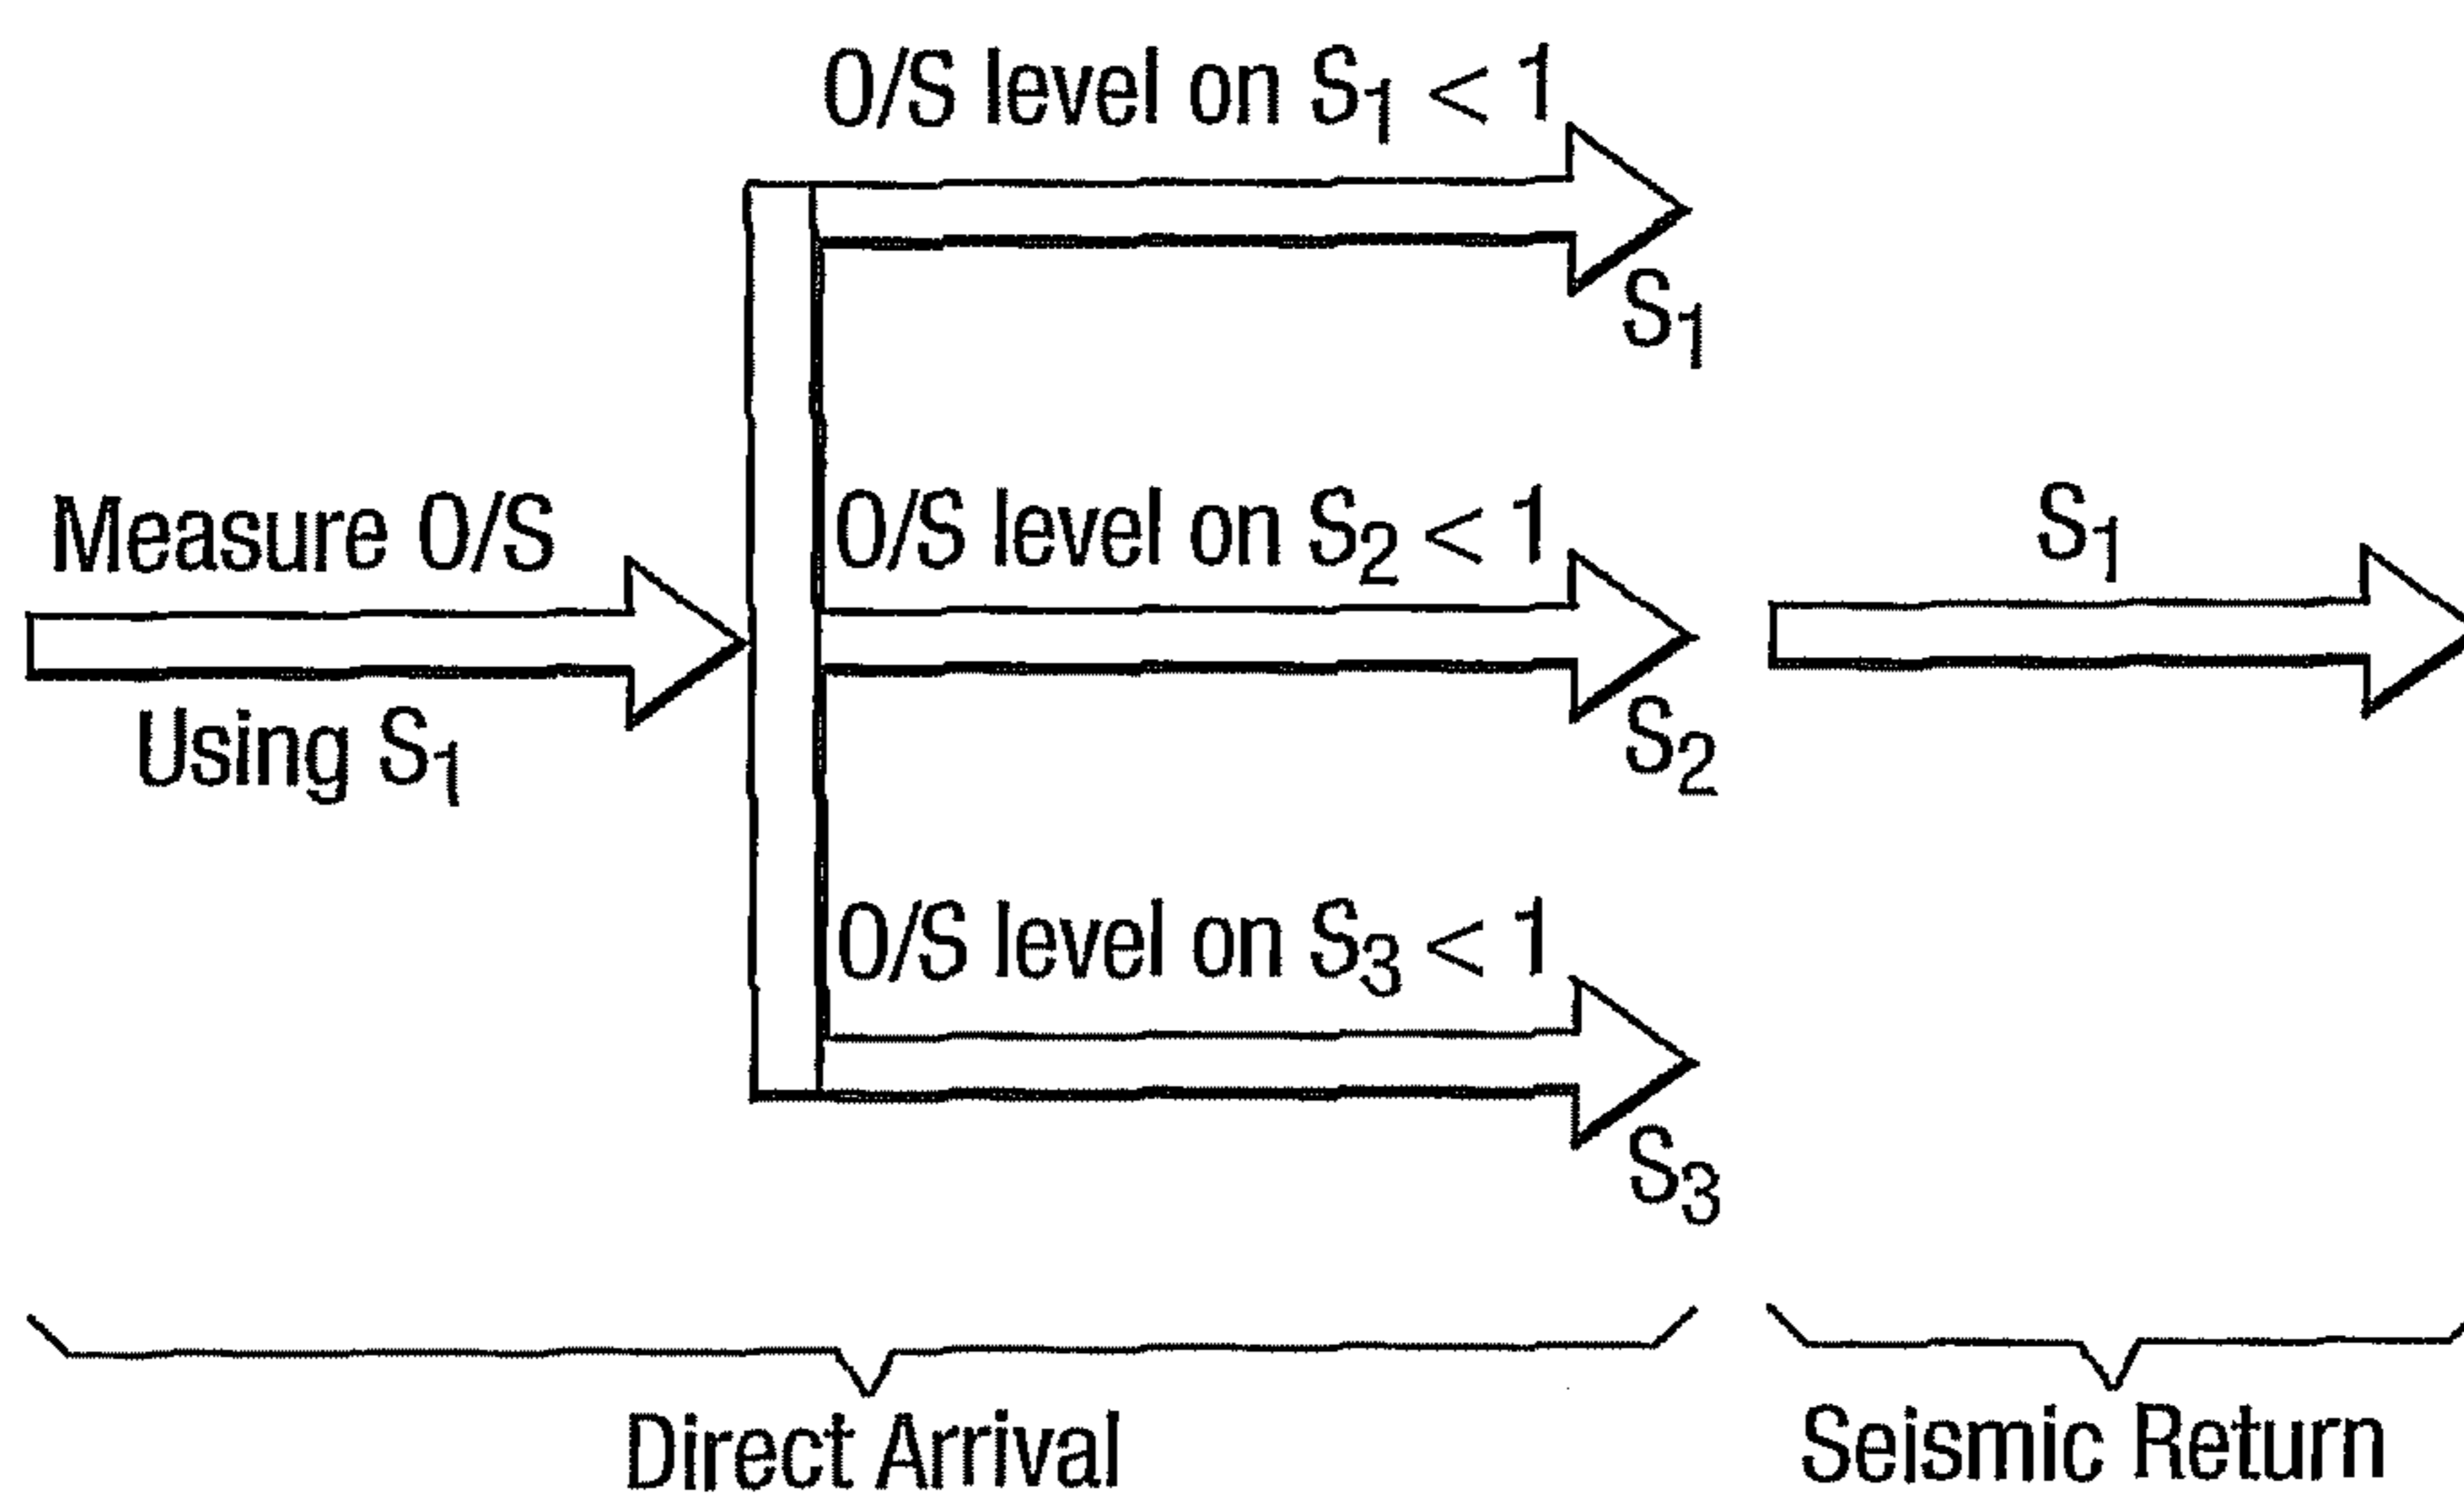 O/S level on S1 < 1
S1
Measure O/S
Using S1
O/S level on S2 < 1
S2
S1
O/S level on S3 < 1
S3
Direct Arrival
Seismic Return